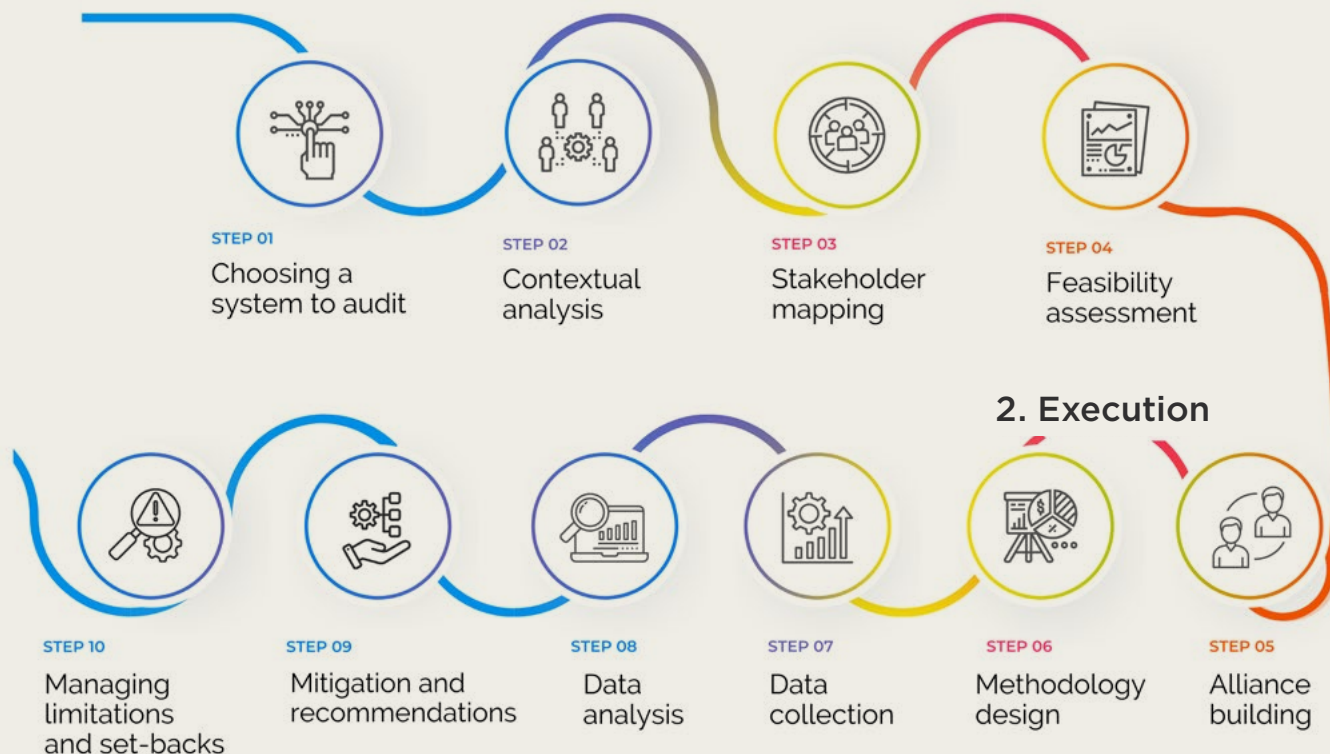 STEP 01
Choosing a
system to audit
STEP 02
Contextual
analysis
STEP 03
Stakeholder
mapping
STEP 04
Feasibility
assessment
2. Execution
STEP 10
Managing
limitations
and set-backs
STEP 09
Mitigation and
recommendations
STEP 08
Data
analysis
STEP 07
Data
collection
STEP 06
Methodology
design
STEP 05
Alliance
building